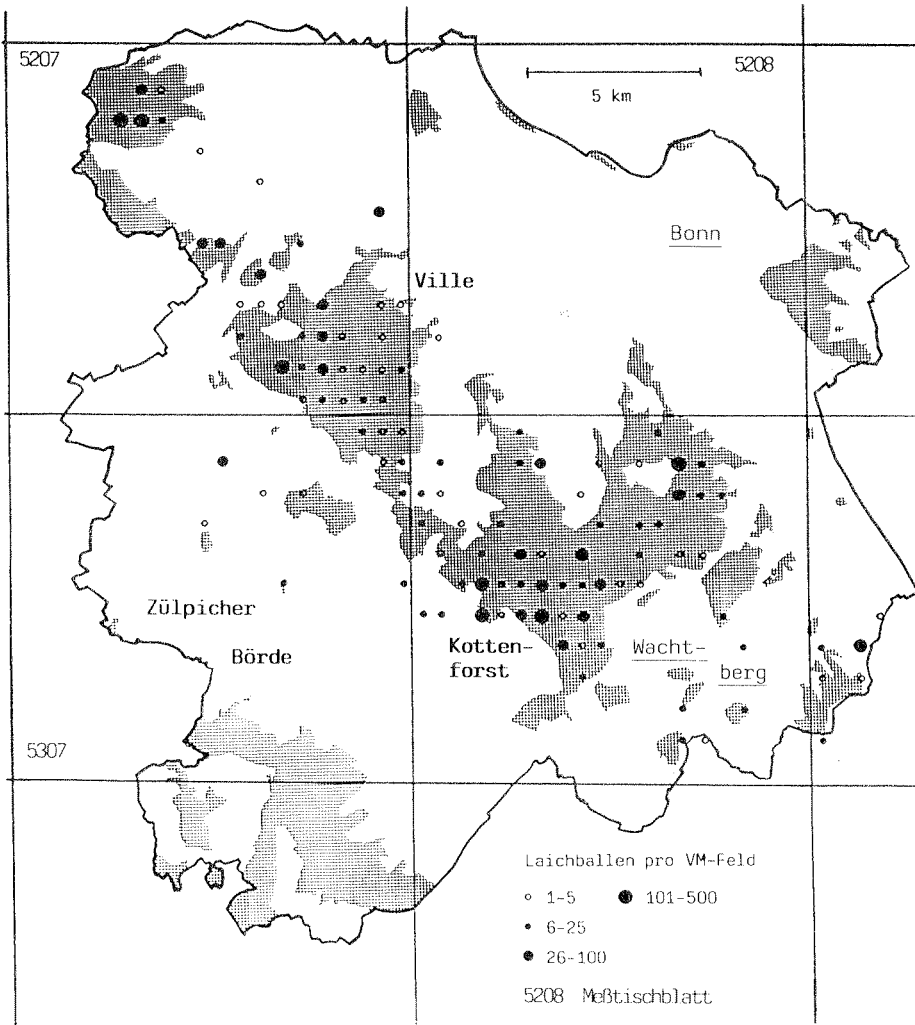 5207
5208
5 km
Bonn
Ville
Zülpicher
Börde
Kotten-
forst
Wacht-
berg
5307
Laichballen pro VM-Feld
1-5
101-500
6-25
26-100
5208 Meßtischblatt